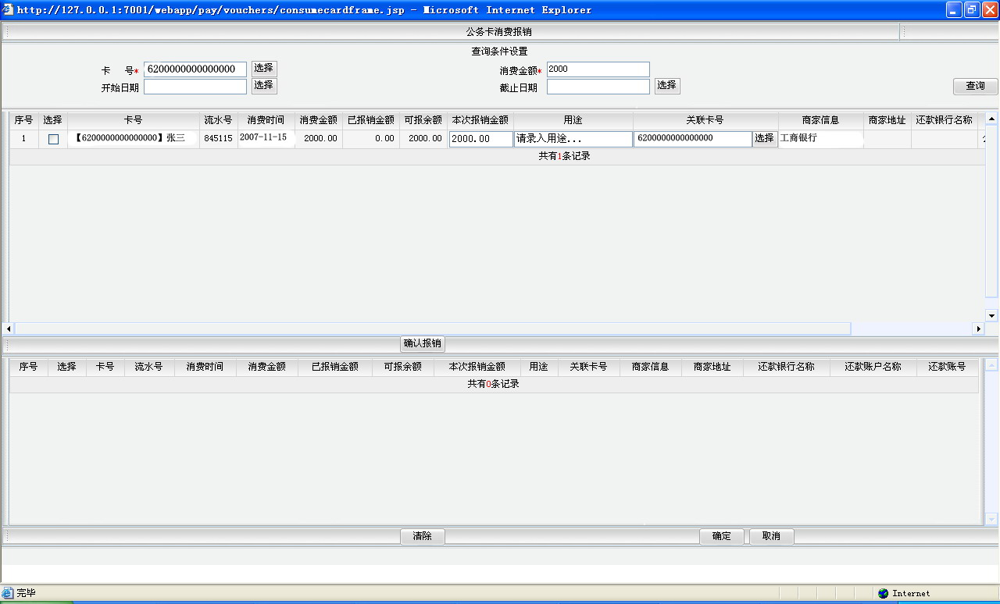 http://127.0.0.1:7001/webapp/pay/vouchers/consumecardframe.jsp - Microsoft Internet Explorer
公务卡消费报销
查询条件设置
卡 号* 6200000000000000 选择 消费金额* 2000
开始日期 选择 截止日期 选择 查询
序号 选择 卡号 流水号 消费时间 消费金额 已报销金额 可报余额 本次报销金额 用途 关联卡号 商家信息 商家地址 还款银行名称
1 【6200000000000000】张三 845115 2007-11-15 2000.00 0.00 2000.00 2000.00 请录入用途... 6200000000000000 选择 工商银行
共有1条记录
确认报销
序号 选择 卡号 流水号 消费时间 消费金额 已报销金额 可报余额 本次报销金额 用途 关联卡号 商家信息 商家地址 还款银行名称 还款账户名称 还款账号
共有0条记录
清除 确定 取消
完毕 Internet